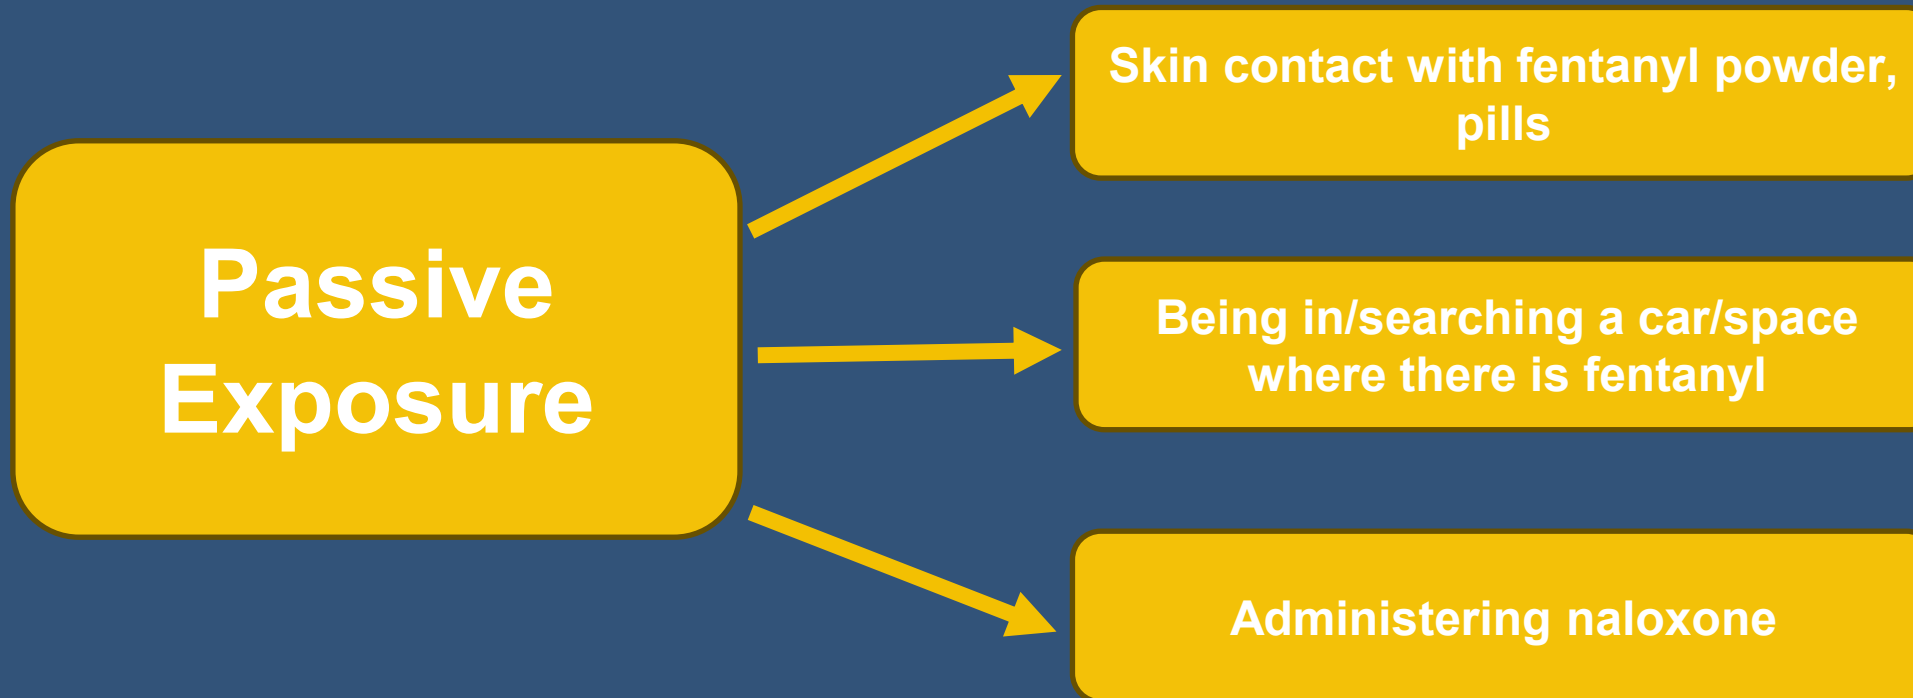 Passive
Exposure
Skin contact with fentanyl powder,
pills
Being in/searching a car/space
where there is fentanyl
Administering naloxone